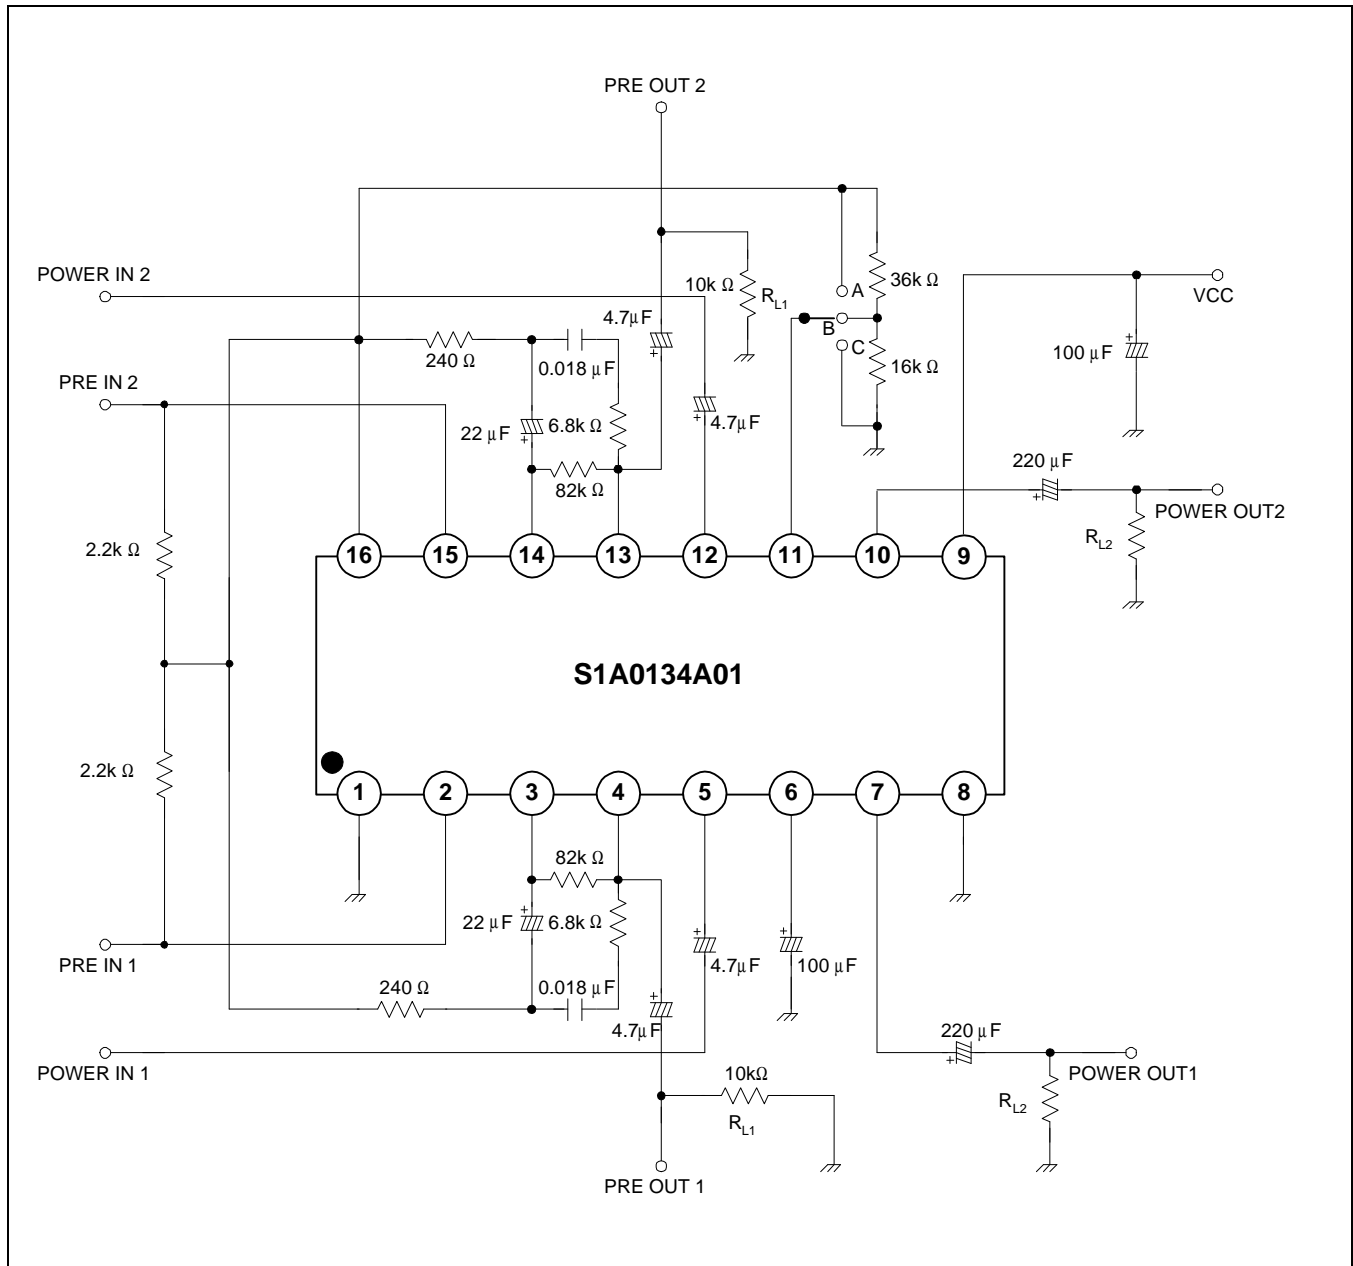 PRE OUT 2
POWER IN 2
10k Ω
R_L1
A
36k Ω
VCC
4.7μF
+
B
C
100 μF
+
240 Ω
0.018 μF
16k Ω
PRE IN 2
22 μF
+
6.8k Ω
4.7μF
+
82k Ω
220 μF
+
POWER OUT2
R_L2
2.2k Ω
16
15
14
13
12
11
10
9
S1A0134A01
2.2k Ω
1
2
3
4
5
6
7
8
82k Ω
22 μF
+
6.8k Ω
PRE IN 1
+
4.7μF
+
100 μF
240 Ω
0.018 μF
+
4.7μF
220 μF
+
POWER IN 1
POWER OUT1
10kΩ
R_L1
R_L2
PRE OUT 1